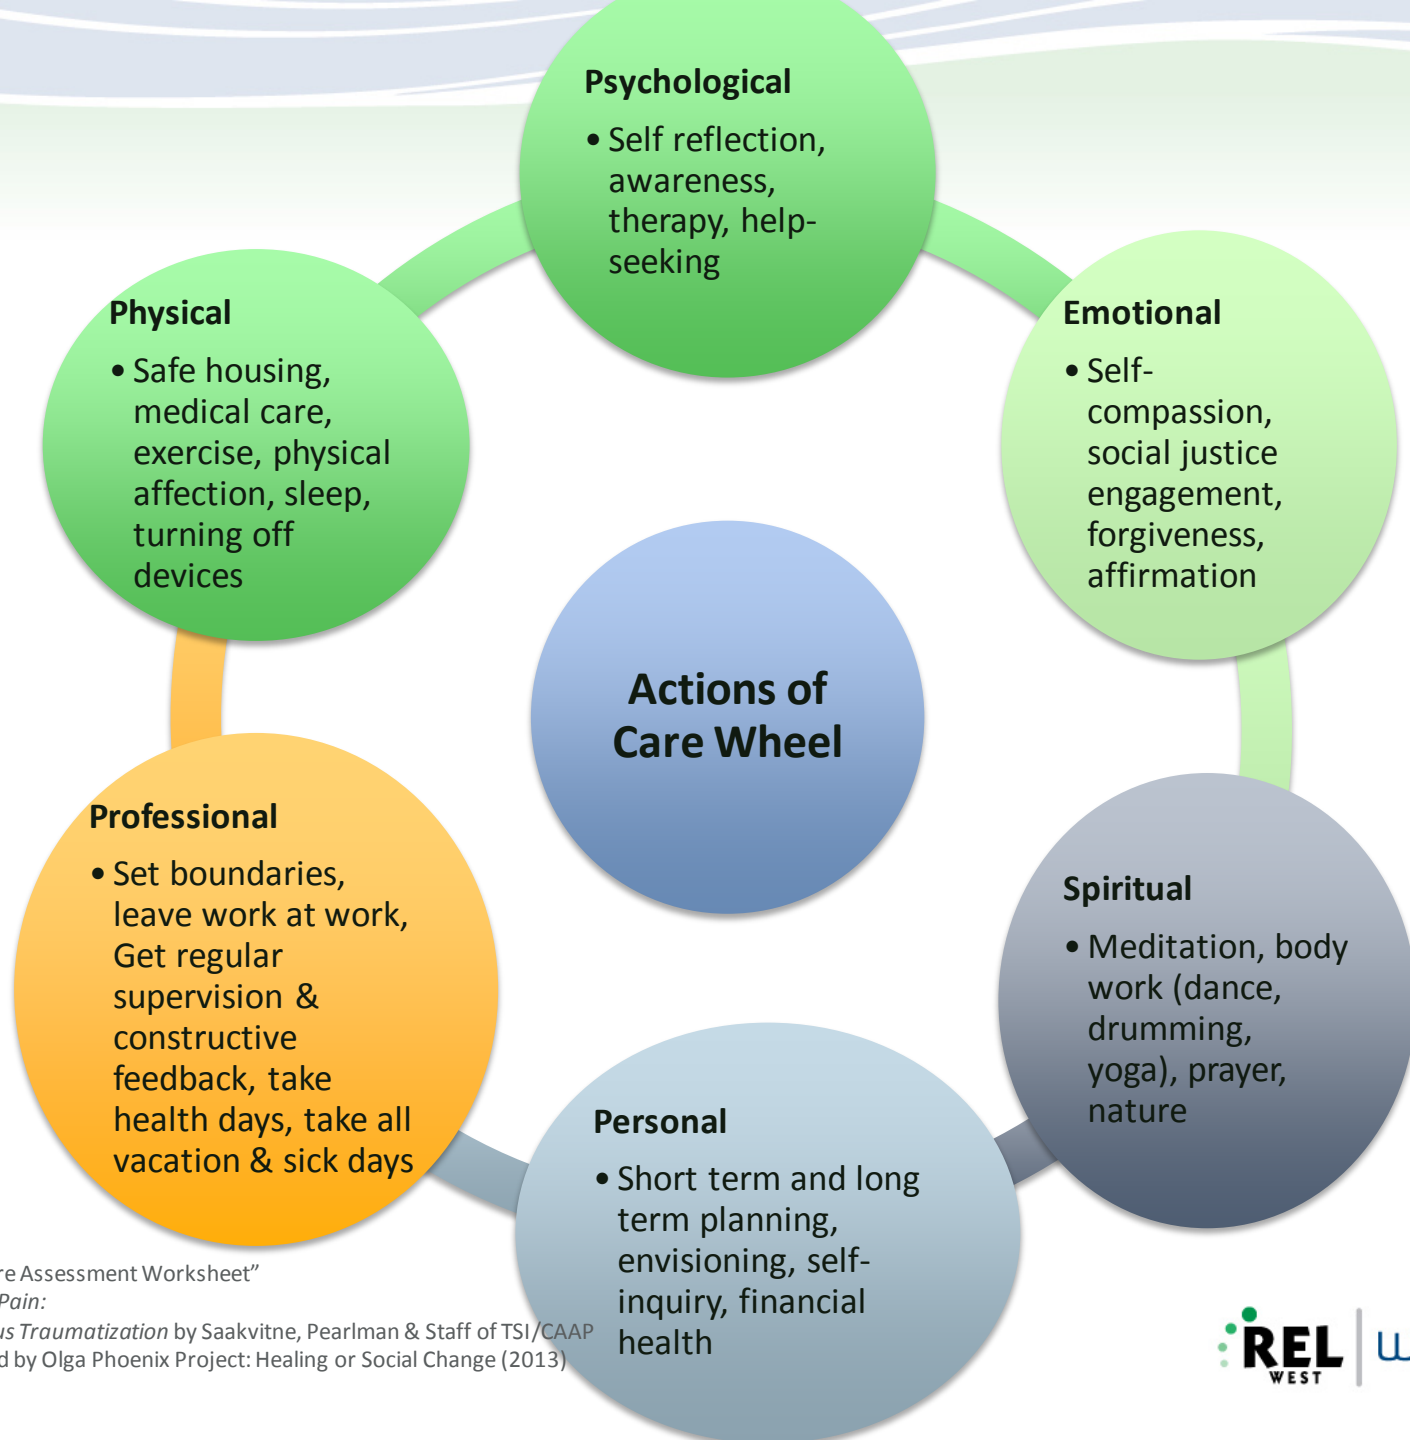 Psychological
• Self reflection,
awareness,
therapy, help-
seeking
Physical
• Safe housing,
medical care,
exercise, physical
affection, sleep,
turning off
devices
Emotional
• Self-
compassion,
social justice
engagement,
forgiveness,
affirmation
Actions of
Care Wheel
Professional
• Set boundaries,
leave work at work,
Get regular
supervision &
constructive
feedback, take
health days, take all
vacation & sick days
Spiritual
• Meditation, body
work (dance,
drumming,
yoga), prayer,
nature
Personal
• Short term and long
term planning,
envisioning, self-
inquiry, financial
health
Assessment Worksheet”
Pain:
Traumatization by Saakvitne, Pearlman & Staff of TSI/CAAP
by Olga Phoenix Project: Healing or Social Change (2013)
REL
WEST